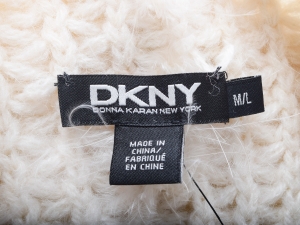 DKNY
DONNA KARAN NEW YORK
M/L
MADE IN
CHINA/
FABRIQUÉ
EN CHINE